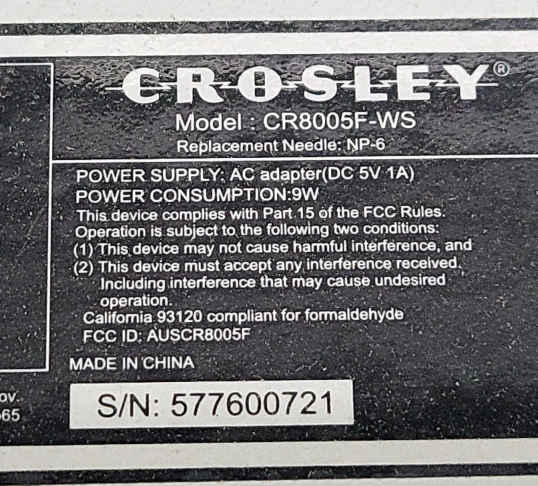 CROSLEY®
Model : CR8005F-WS
Replacement Needle: NP-6
POWER SUPPLY: AC adapter(DC 5V 1A)
POWER CONSUMPTION:9W
This device complies with Part 15 of the FCC Rules.
Operation is subject to the following two conditions:
(1) This device may not cause harmful interference, and
(2) This device must accept any interference received.
Including interference that may cause undesired
operation.
California 93120 compliant for formaldehyde
FCC ID: AUSCR8005F
MADE IN CHINA
ov.
65
S/N: 577600721